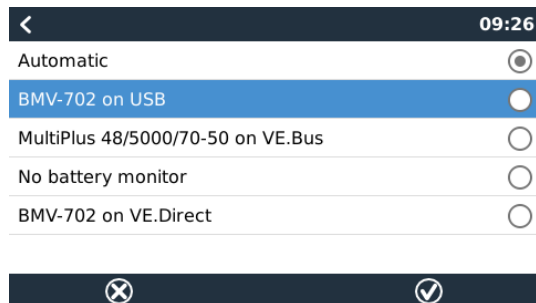 09:26
Automatic
BMV-702 on USB
MultiPlus 48/5000/70-50 on VE.Bus
No battery monitor
BMV-702 on VE.Direct